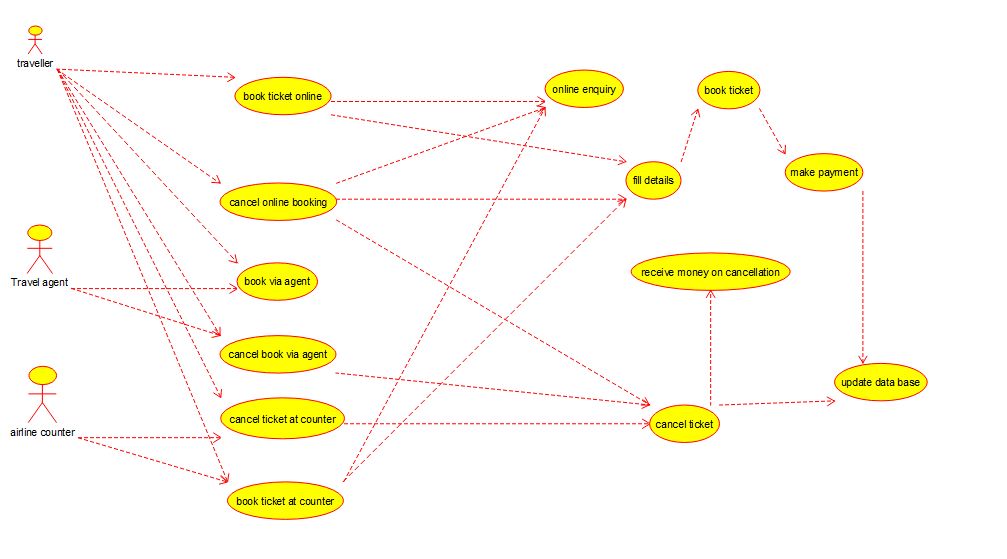 traveller
book ticket online
online enquiry
book ticket
fill details
make payment
cancel online booking
Travel agent
book via agent
receive money on cancellation
cancel book via agent
update data base
airline counter
cancel ticket at counter
cancel ticket
book ticket at counter